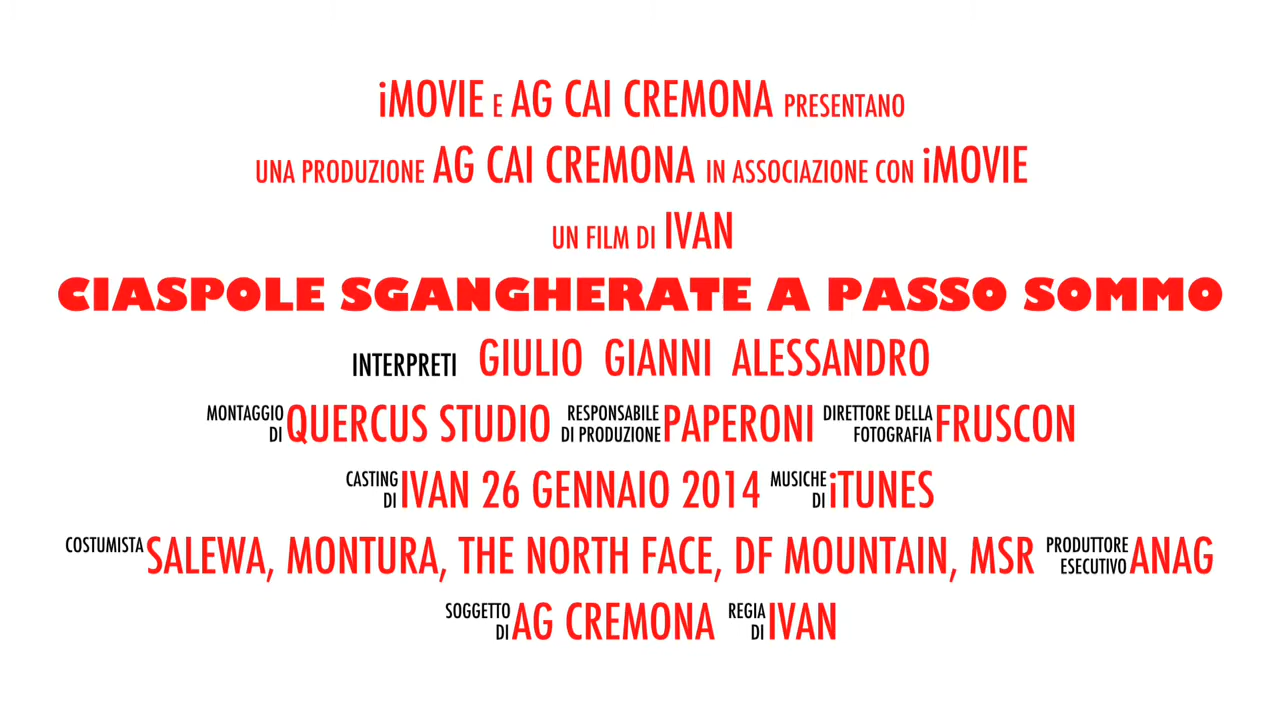 iMOVIE E AG CAI CREMONA PRESENTANO
UNA PRODUZIONE AG CAI CREMONA IN ASSOCIAZIONE CON iMOVIE
UN FILM DI IVAN
CIASPOLE SGANGHERATE A PASSO SOMMO
INTERPRETI GIULIO GIANNI ALESSANDRO
MONTAGGIO DI QUERCUS STUDIO RESPONSABILE DI PRODUZIONE PAPERONI DIRETTORE DELLA FOTOGRAFIA FRUSCON
CASTING DI IVAN 26 GENNAIO 2014 MUSICHE DI iTUNES
COSTUMISTA SALEWA, MONTURA, THE NORTH FACE, DF MOUNTAIN, MSR PRODUTTORE ESECUTIVO ANAG
SOGGETTO DI AG CREMONA REGIA DI IVAN